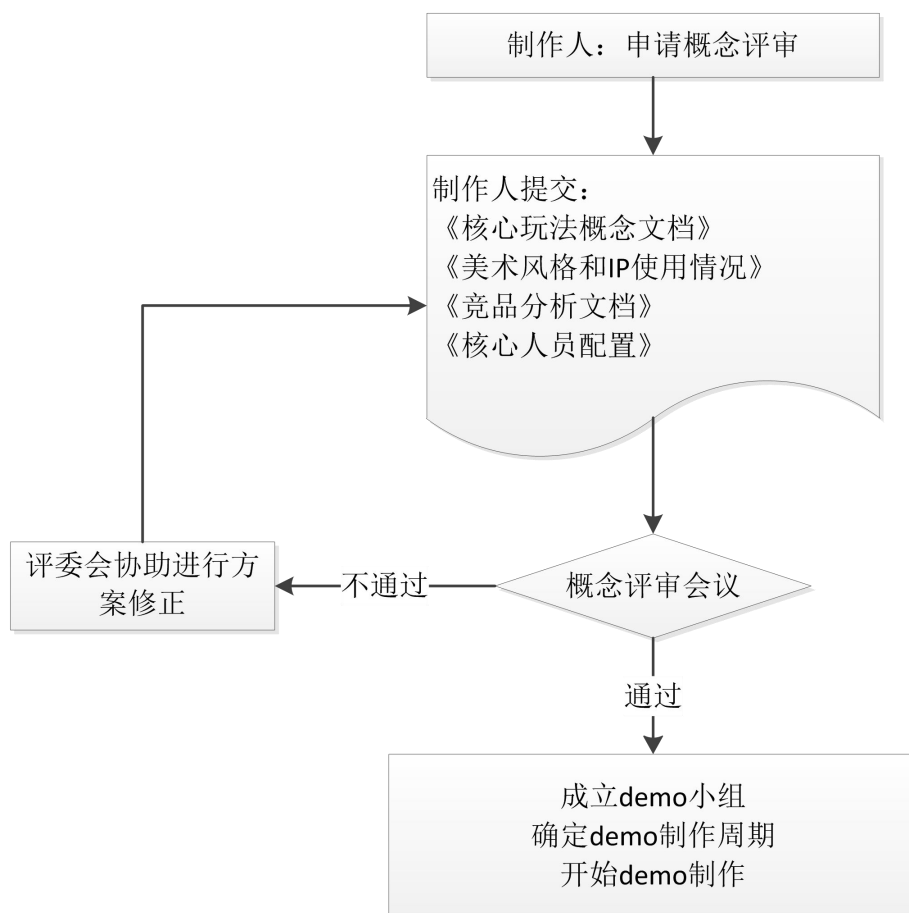 制作人：申请概念评审
制作人提交：
《核心玩法概念文档》
《美术风格和IP使用情况》
《竞品分析文档》
《核心人员配置》
评委会协助进行方
案修正
不通过
概念评审会议
通过
成立demo小组
确定demo制作周期
开始demo制作